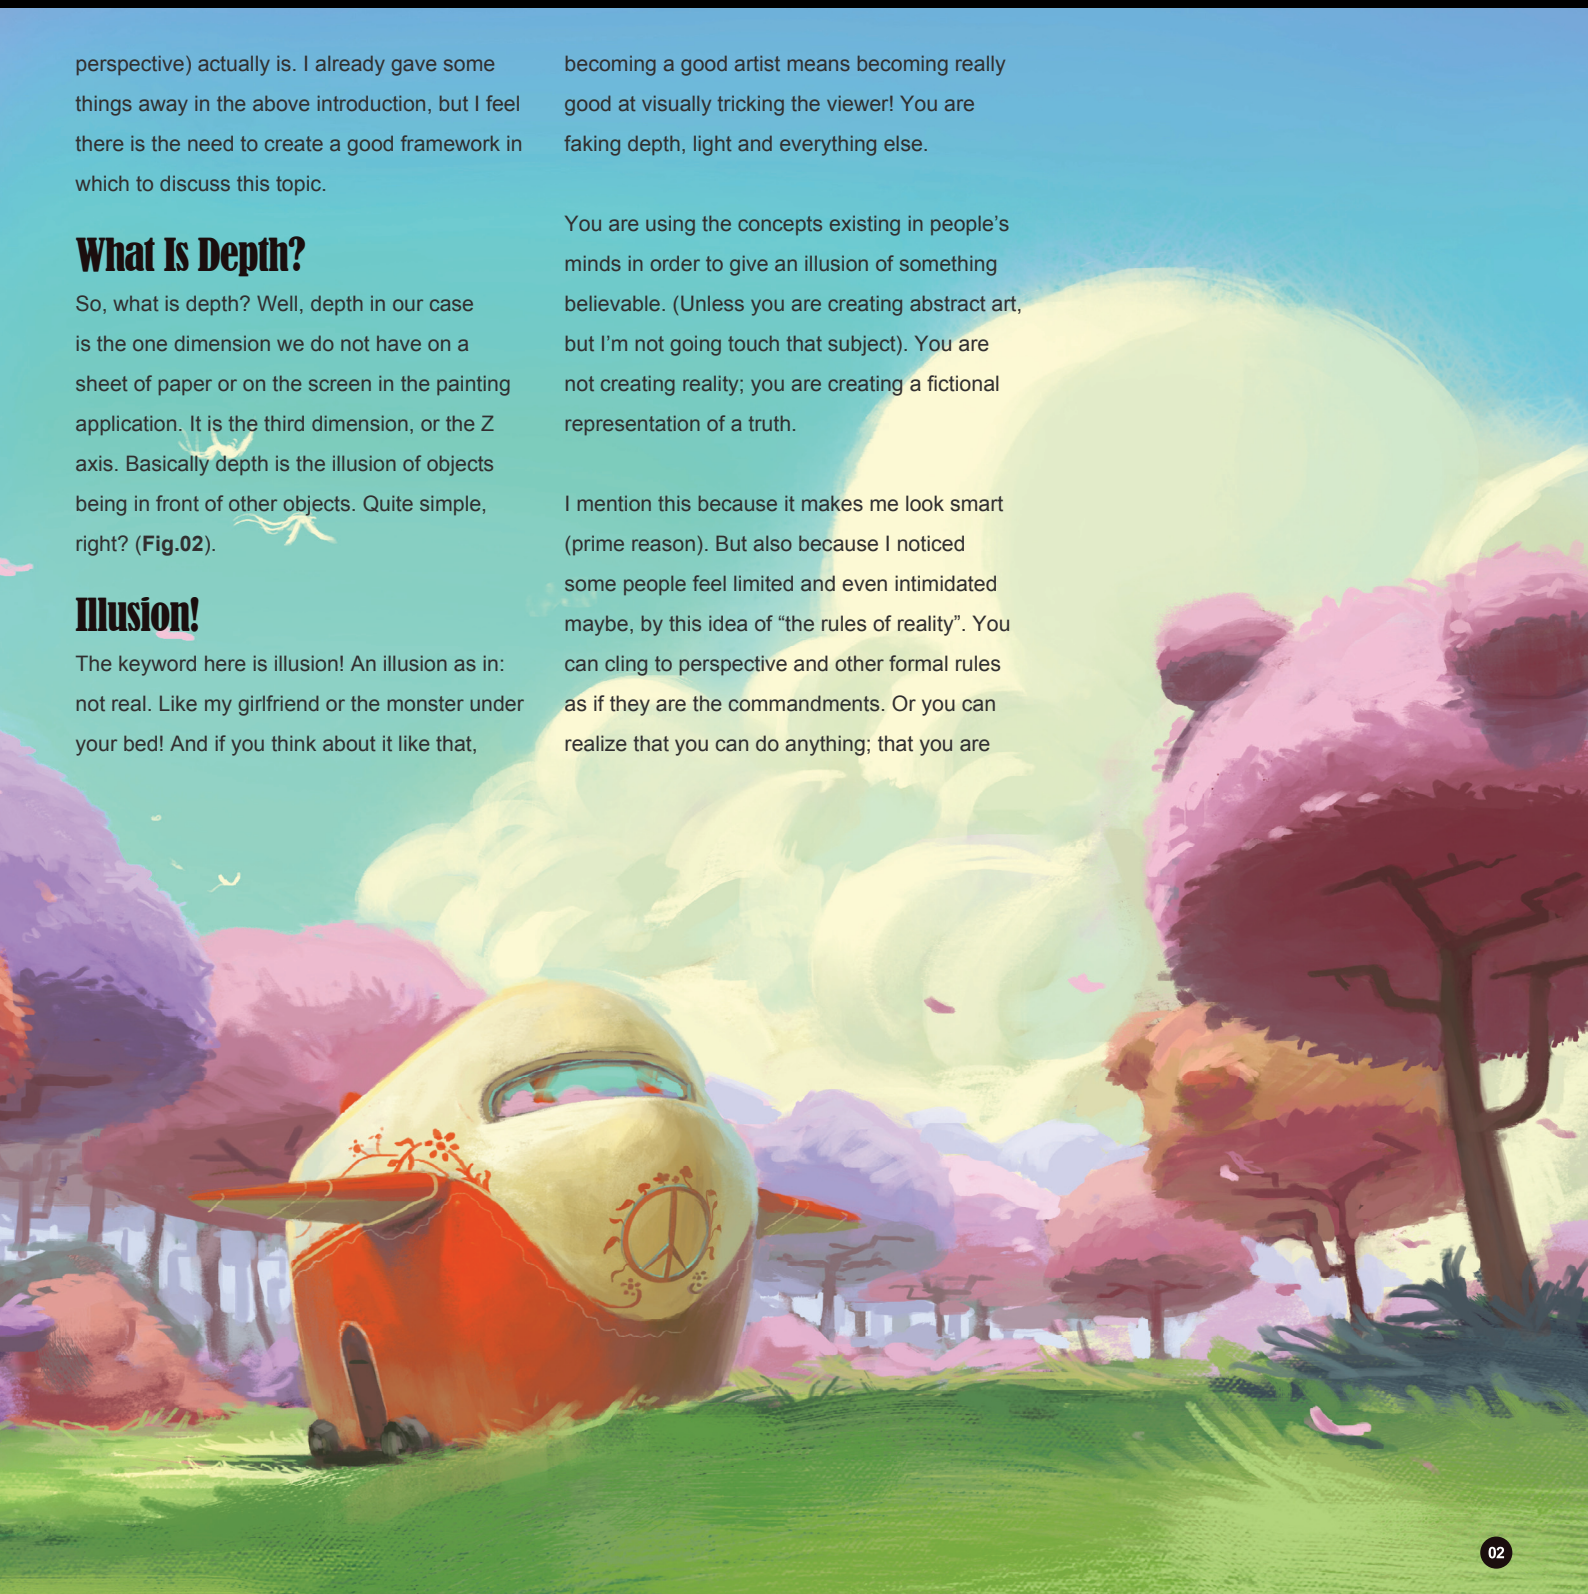 perspective) actually is. I already gave some
things away in the above introduction, but I feel
there is the need to create a good framework in
which to discuss this topic.
What Is Depth?
So, what is depth? Well, depth in our case
is the one dimension we do not have on a
sheet of paper or on the screen in the painting
application. It is the third dimension, or the Z
axis. Basically depth is the illusion of objects
being in front of other objects. Quite simple,
right? (Fig.02).
Illusion!
The keyword here is illusion! An illusion as in:
not real. Like my girlfriend or the monster under
your bed! And if you think about it like that,
becoming a good artist means becoming really
good at visually tricking the viewer! You are
faking depth, light and everything else.
You are using the concepts existing in people’s
minds in order to give an illusion of something
believable. (Unless you are creating abstract art,
but I’m not going touch that subject). You are
not creating reality; you are creating a fictional
representation of a truth.
I mention this because it makes me look smart
(prime reason). But also because I noticed
some people feel limited and even intimidated
maybe, by this idea of “the rules of reality”. You
can cling to perspective and other formal rules
as if they are the commandments. Or you can
realize that you can do anything; that you are
02